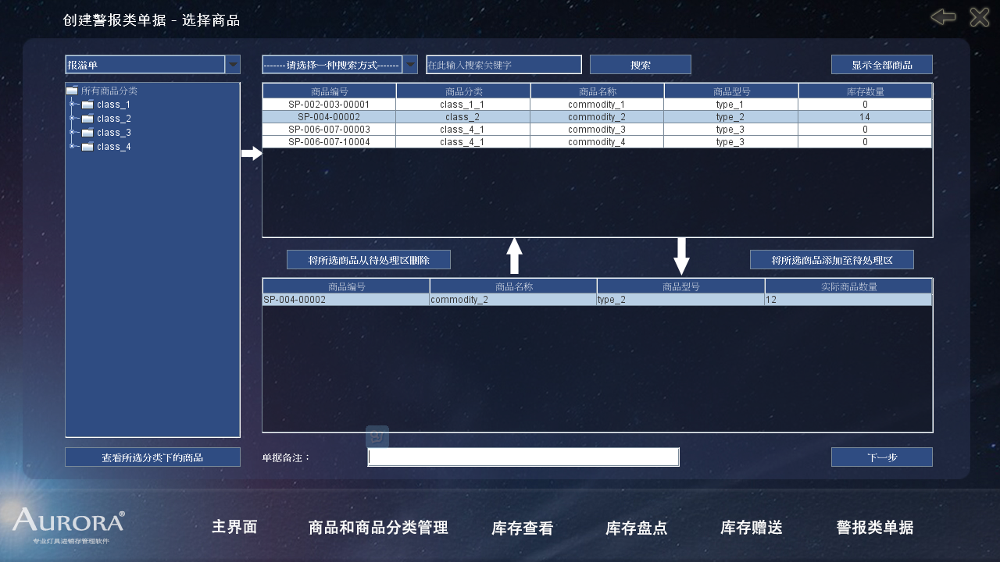 创建警报类单据 - 选择商品
报溢单
-------请选择一种搜索方式-------
在此输入搜索关键字
搜索
显示全部商品
所有商品分类
class_1
class_2
class_3
class_4
商品编号 商品分类 商品名称 商品型号 库存数量
SP-002-003-00001 class_1_1 commodity_1 type_1 0
SP-004-00002 class_2 commodity_2 type_2 14
SP-006-007-00003 class_4_1 commodity_3 type_3 0
SP-006-007-10004 class_4_1 commodity_4 type_3 0
将所选商品从待处理区删除
将所选商品添加至待处理区
商品编号 商品名称 商品型号 实际商品数量
SP-004-00002 commodity_2 type_2 12
查看所选分类下的商品
单据备注：
下一步
AURORA®
专业灯具进销存管理软件
主界面
商品和商品分类管理
库存查看
库存盘点
库存赠送
警报类单据